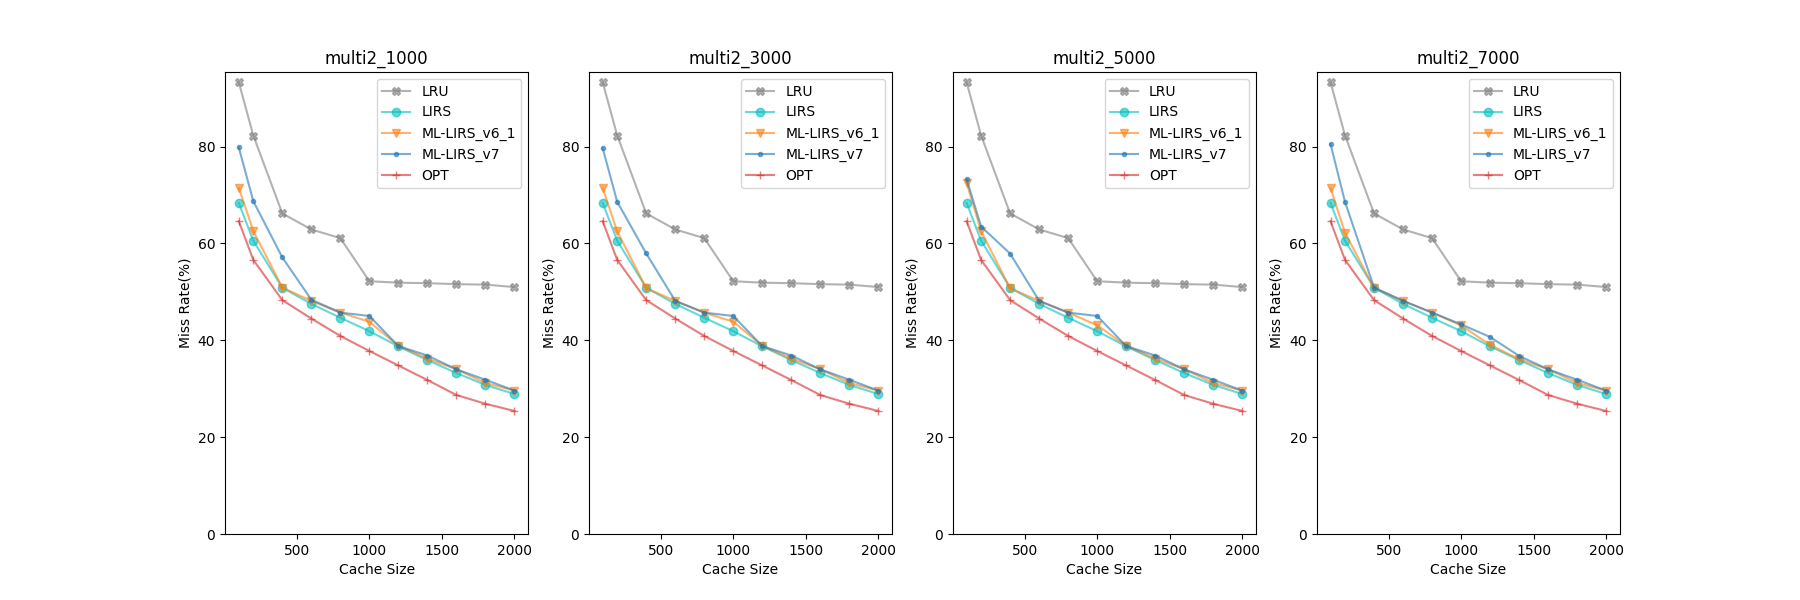 multi2_1000
LRU
LIRS
ML-LIRS_v6_1
ML-LIRS_v7
OPT
80
60
40
20
0
Miss Rate(%)
500 1000 1500 2000
Cache Size
multi2_3000
LRU
LIRS
ML-LIRS_v6_1
ML-LIRS_v7
OPT
80
60
40
20
0
Miss Rate(%)
500 1000 1500 2000
Cache Size
multi2_5000
LRU
LIRS
ML-LIRS_v6_1
ML-LIRS_v7
OPT
80
60
40
20
0
Miss Rate(%)
500 1000 1500 2000
Cache Size
multi2_7000
LRU
LIRS
ML-LIRS_v6_1
ML-LIRS_v7
OPT
80
60
40
20
0
Miss Rate(%)
500 1000 1500 2000
Cache Size